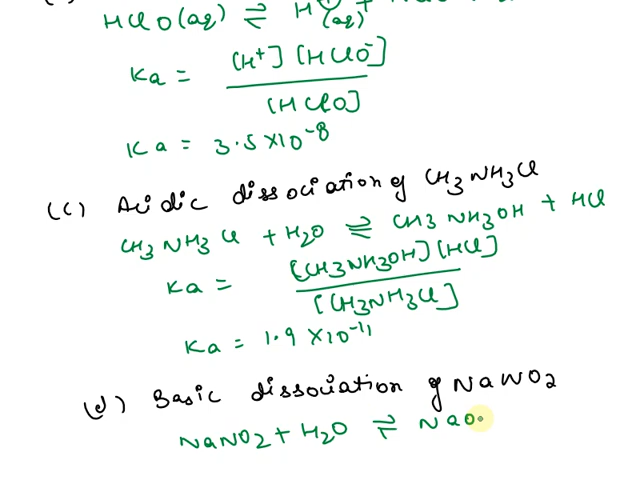 HClO (aq) ⇌ H⊕ (aq) +
Ka = [H+] [HClO⁻] / [HClO]
Ka = 3.5×10⁻⁸
(C) Acidic dissociation of CH3NH3Cl
CH3NH3Cl + H2O ⇌ CH3NH3OH + HCl
Ka = [CH3NH3OH] [HCl] / [CH3NH3Cl]
Ka = 1.9 ×10⁻¹¹
(d) Basic dissociation of NaNO2
NaNO2 + H2O ⇌ NaO